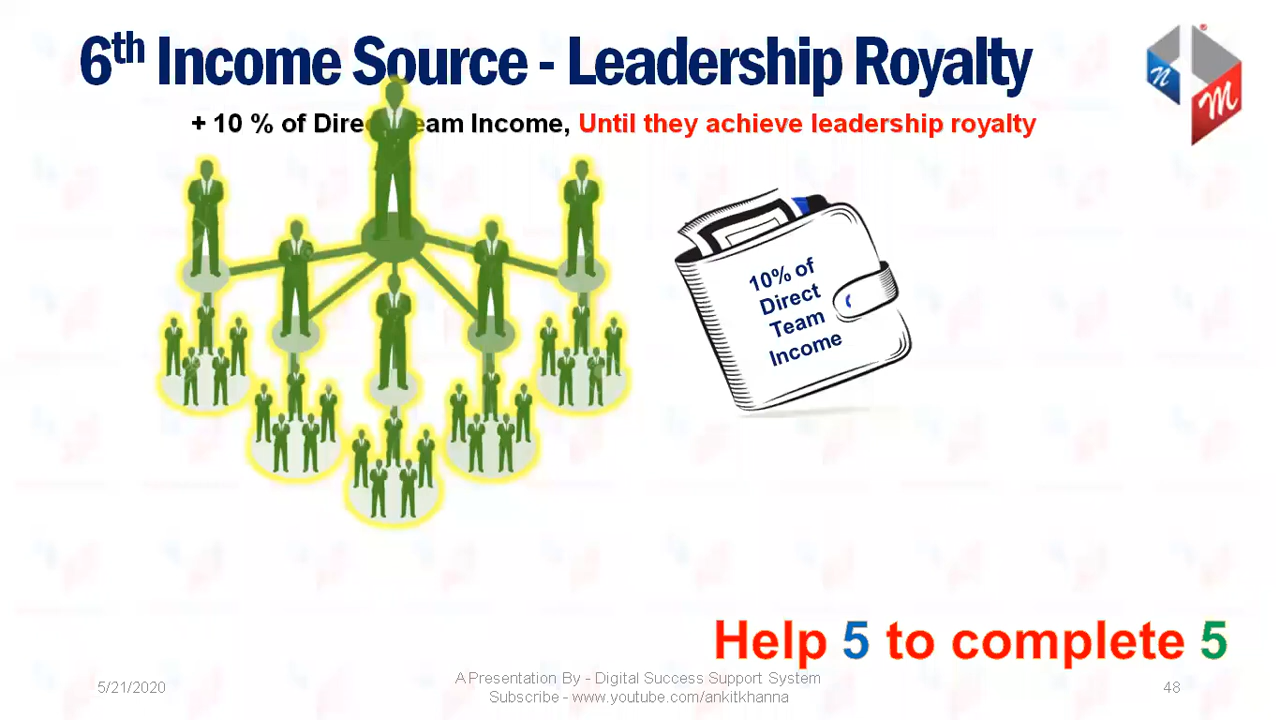 6th Income Source - Leadership Royalty
+ 10 % of Direct Team Income, Until they achieve leadership royalty
10% of
Direct
Team
Income
Help 5 to complete 5
5/21/2020
A Presentation By - Digital Success Support System
Subscribe - www.youtube.com/ankitkhanna
48
n
M